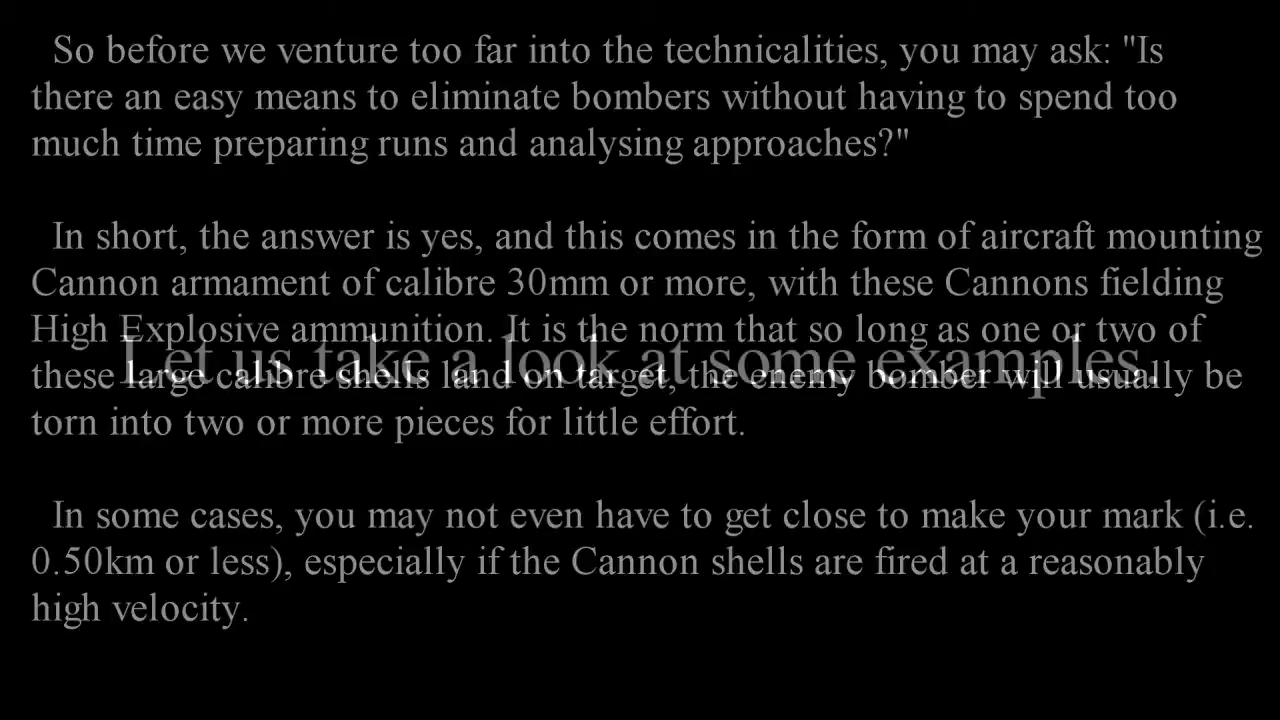 So before we venture too far into the technicalities, you may ask: "Is
there an easy means to eliminate bombers without having to spend too
much time preparing runs and analysing approaches?"
In short, the answer is yes, and this comes in the form of aircraft mounting
Cannon armament of calibre 30mm or more, with these Cannons fielding
High Explosive ammunition. It is the norm that so long as one or two of
Let us take a look at some examples.
these large calibre shells land on target, the enemy bomber will usually be
torn into two or more pieces for little effort.
In some cases, you may not even have to get close to make your mark (i.e.
0.50km or less), especially if the Cannon shells are fired at a reasonably
high velocity.